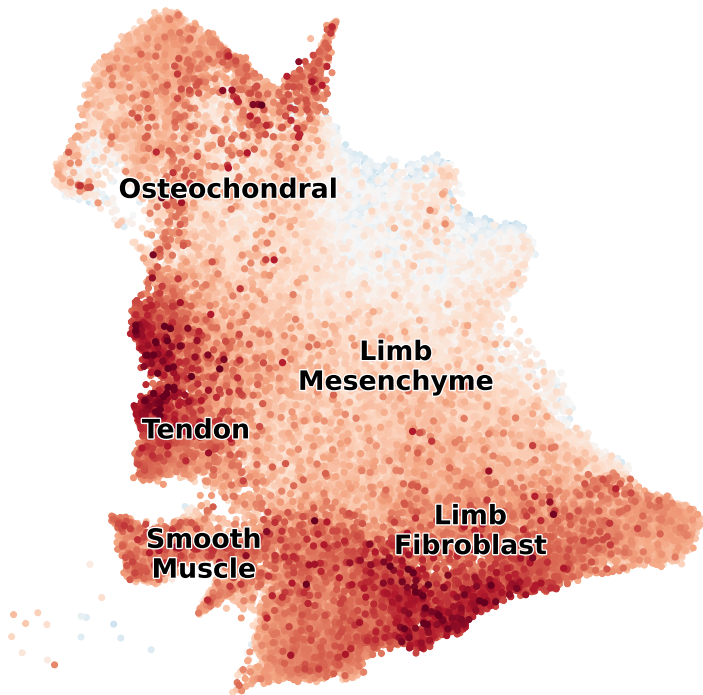 Osteochondral
Limb
Mesenchyme
Tendon
Limb
Fibroblast
Smooth
Muscle